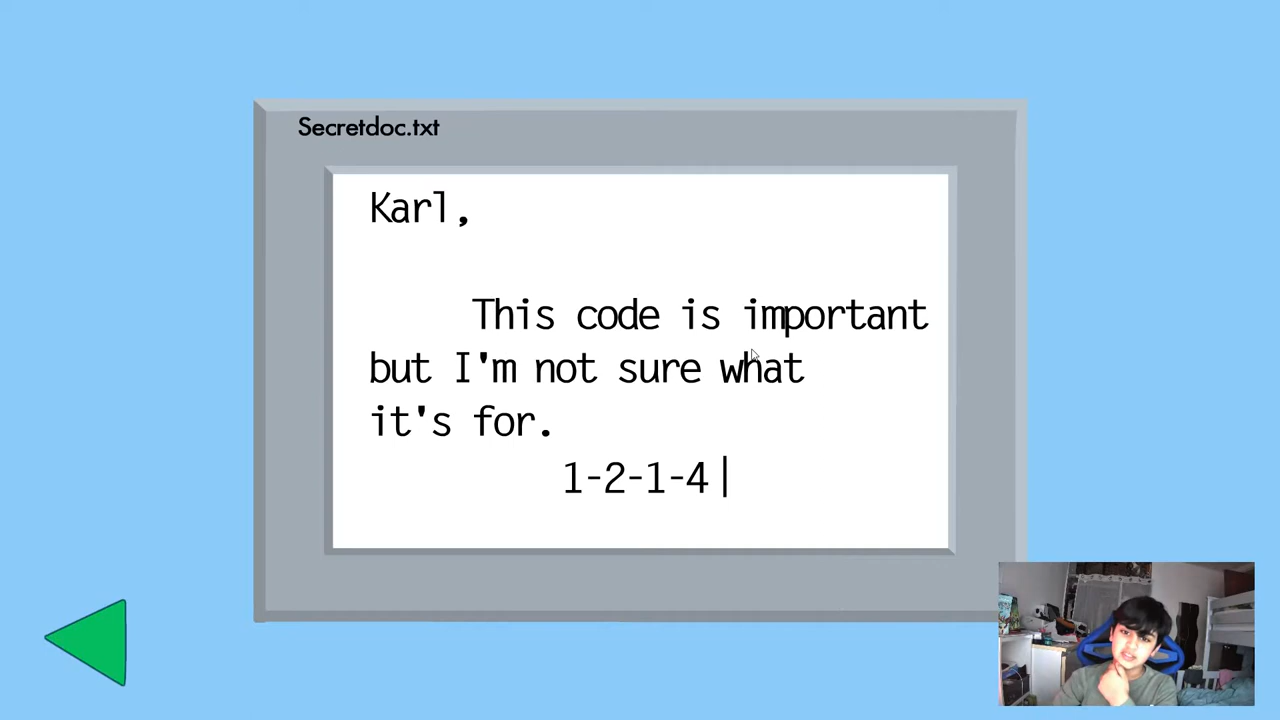 Secretdoc.txt
Karl,
This code is important
but I'm not sure what
it's for.
1-2-1-4